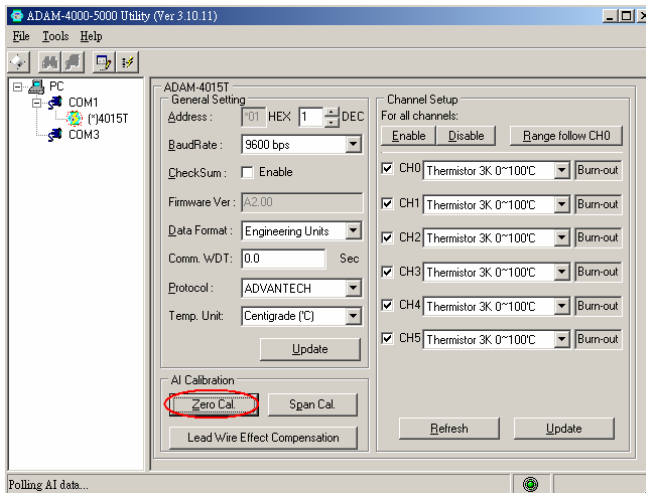 ADAM-4000-5000 Utility (Ver 3.10.11)
File Tools Help
PC
COM1
(*)4015T
COM3
ADAM-4015T
General Setting
Address : *01 HEX 1 DEC
BaudRate : 9600 bps
CheckSum : Enable
Firmware Ver : A2.00
Data Format : Engineering Units
Comm. WDT: 0.0 Sec
Protocol : ADVANTECH
Temp. Unit: Centigrade ('C)
Update
AI Calibration
Zero Cal. Span Cal.
Lead Wire Effect Compensation
Channel Setup
For all channels:
Enable Disable Range follow CH0
CH0 Thermistor 3K 0~100'C Burn-out
CH1 Thermistor 3K 0~100'C Burn-out
CH2 Thermistor 3K 0~100'C Burn-out
CH3 Thermistor 3K 0~100'C Burn-out
CH4 Thermistor 3K 0~100'C Burn-out
CH5 Thermistor 3K 0~100'C Burn-out
Refresh Update
Polling AI data...